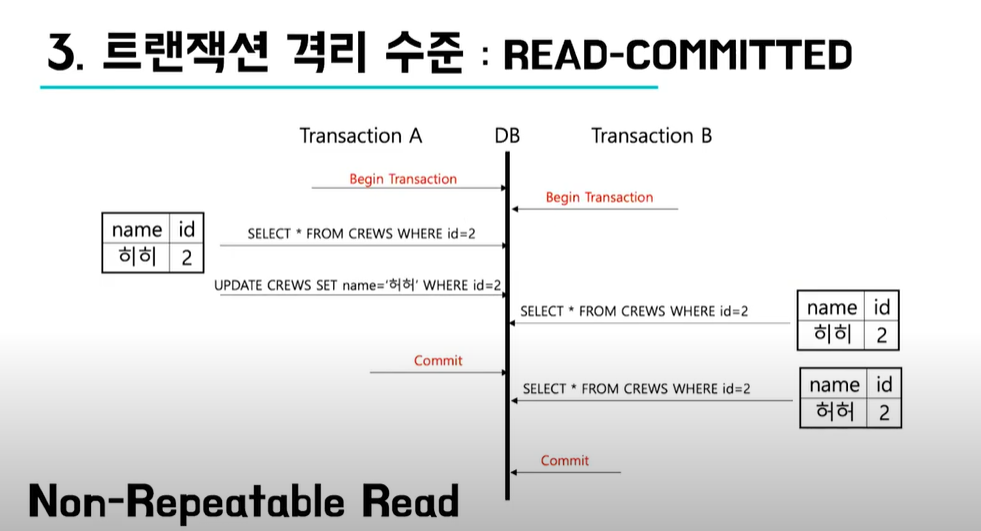 3. 트랜잭션 격리 수준 : READ-COMMITTED
Transaction A DB Transaction B
Begin Transaction
Begin Transaction
name id
히히 2
SELECT * FROM CREWS WHERE id=2
UPDATE CREWS SET name='허허' WHERE id=2
SELECT * FROM CREWS WHERE id=2
name id
히히 2
Commit
SELECT * FROM CREWS WHERE id=2
name id
허허 2
Commit
Non-Repeatable Read